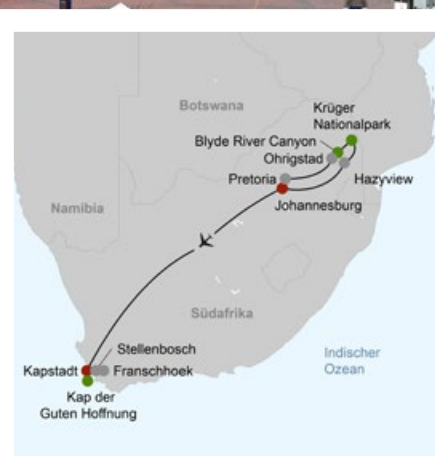 Botswana
Krüger
Nationalpark
Blyde River Canyon
Ohrigstad
Pretoria
Hazyview
Johannesburg
Namibia
Südafrika
Stellenbosch
Kapstadt
Franschhoek
Kap der
Guten Hoffnung
Indischer
Ozean